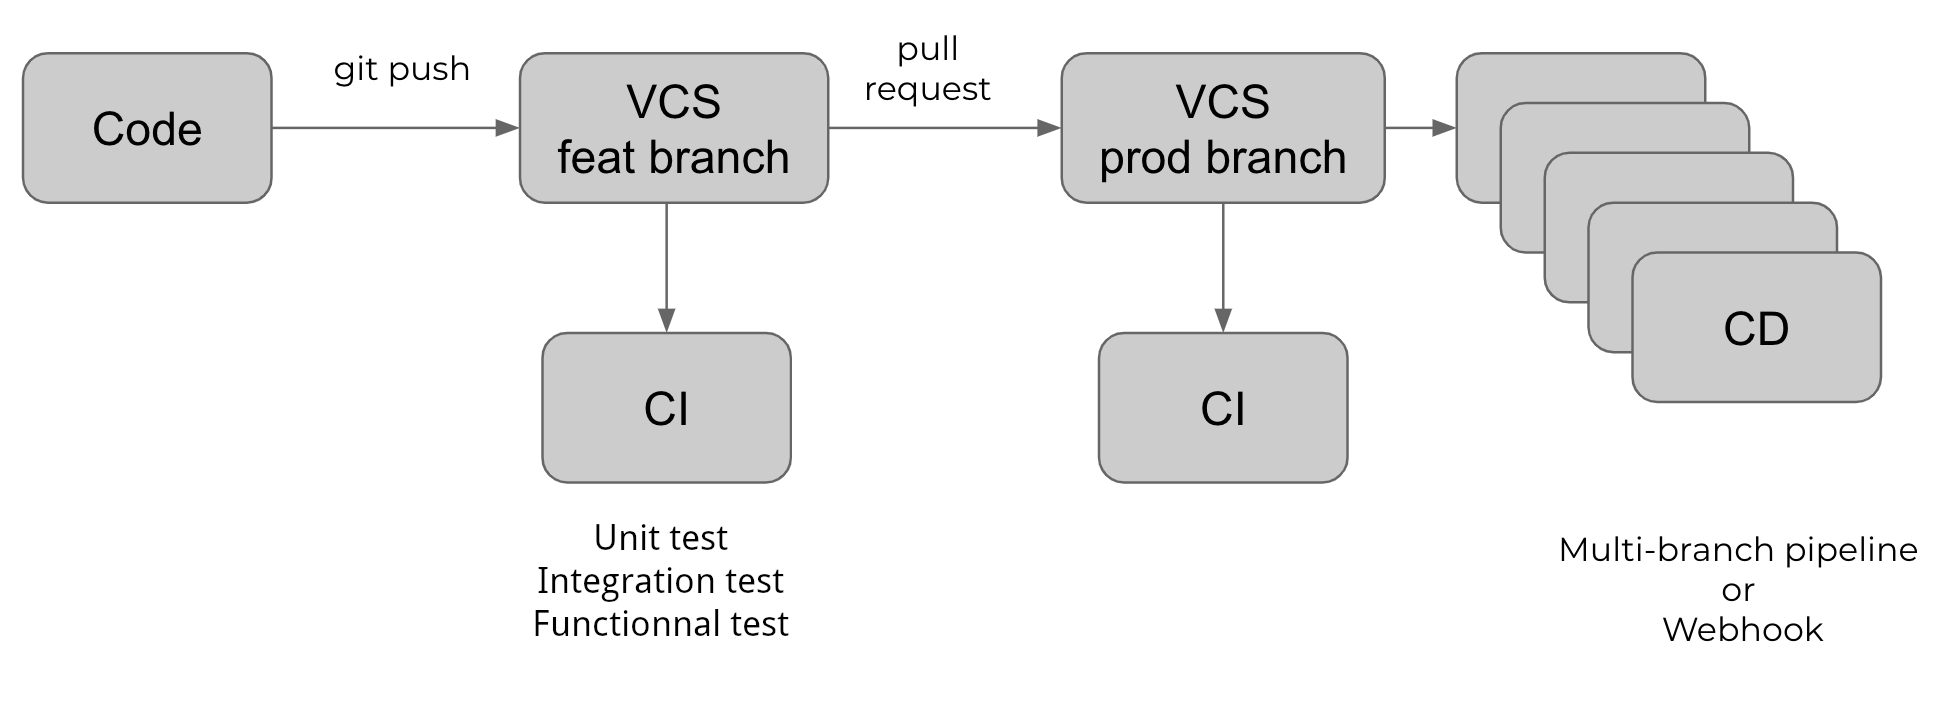 Code
git push
VCS
feat branch
pull
request
VCS
prod branch
CD
CI
CI
Unit test
Integration test
Functionnal test
Multi-branch pipeline
or
Webhook